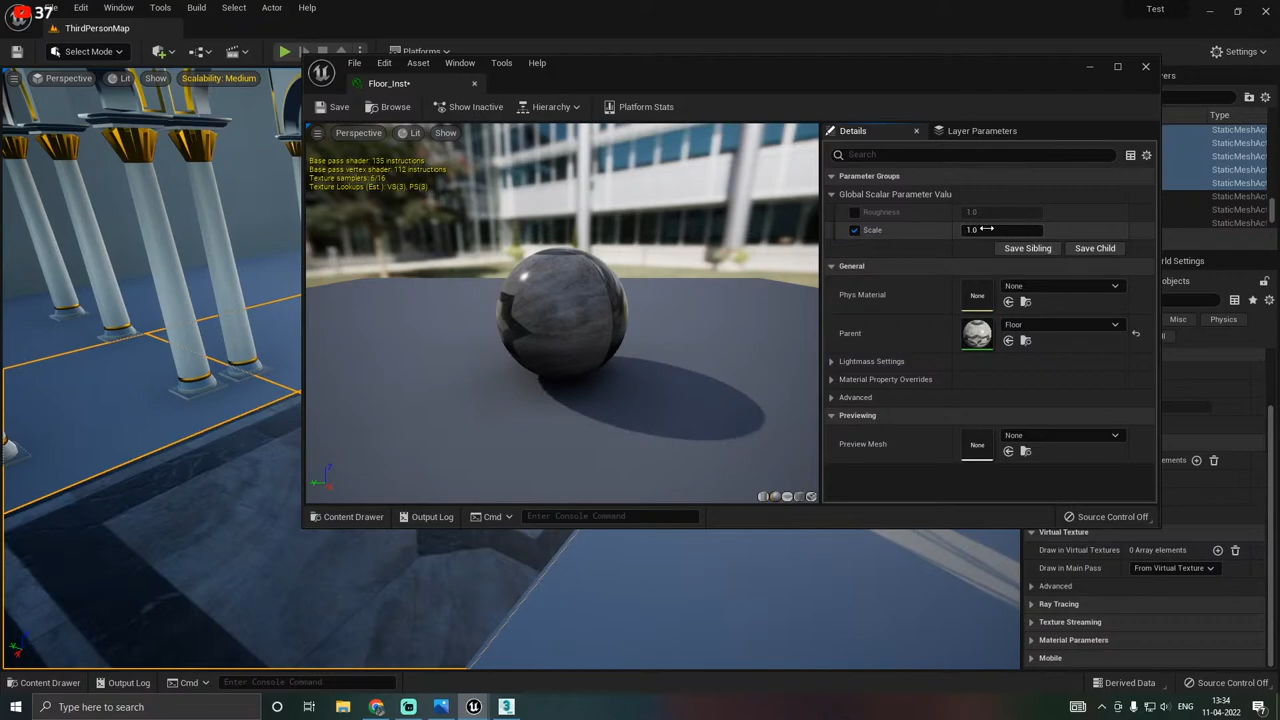 37
File
Edit
Window
Tools
Build
Select
Actor
Help
Test
ThirdPersonMap
Select Mode
Platforms
Settings
Perspective
Lit
Show
Scalability: Medium
File
Edit
Asset
Window
Tools
Help
Floor_Inst*
Save
Browse
Show Inactive
Hierarchy
Platform Stats
Perspective
Lit
Show
Base pass shader: 135 instructions
Base pass vertex shader: 112 instructions
Texture samplers: 6/16
Texture Lookups (Est.): VS(3), PS(3)
Details
Layer Parameters
Search
Parameter Groups
Global Scalar Parameter Valu
Roughness
1.0
Scale
1.0
Save Sibling
Save Child
General
Phys Material
None
None
Parent
Floor
Lightmass Settings
Material Property Overrides
Advanced
Previewing
Preview Mesh
None
None
Content Drawer
Output Log
Cmd
Enter Console Command
Source Control Off
Type
StaticMeshAct
StaticMeshAct
StaticMeshAct
StaticMeshAct
StaticMeshAct
StaticMeshAct
StaticMeshAct
StaticMeshAct
Misc
Physics
Virtual Texture
Draw in Virtual Textures
0 Array elements
Draw in Main Pass
From Virtual Texture
Advanced
Ray Tracing
Texture Streaming
Material Parameters
Mobile
Content Drawer
Output Log
Cmd
Enter Console Command
Derived Data
Source Control Off
Type here to search
ENG
13:34
11-04-2022